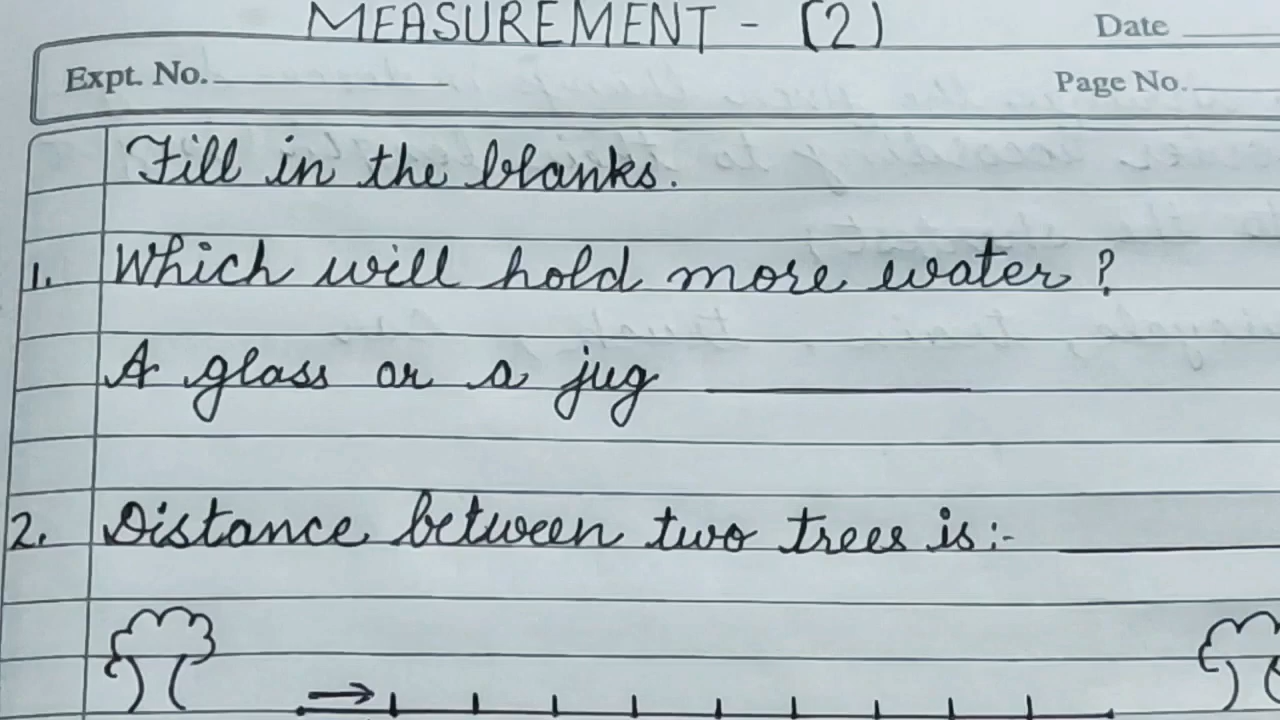 MEASUREMENT - (2)
Date
Expt. No.
Page No.
Fill in the blanks.
1. Which will hold more water?
A glass or a jug
2. Distance between two trees is:-